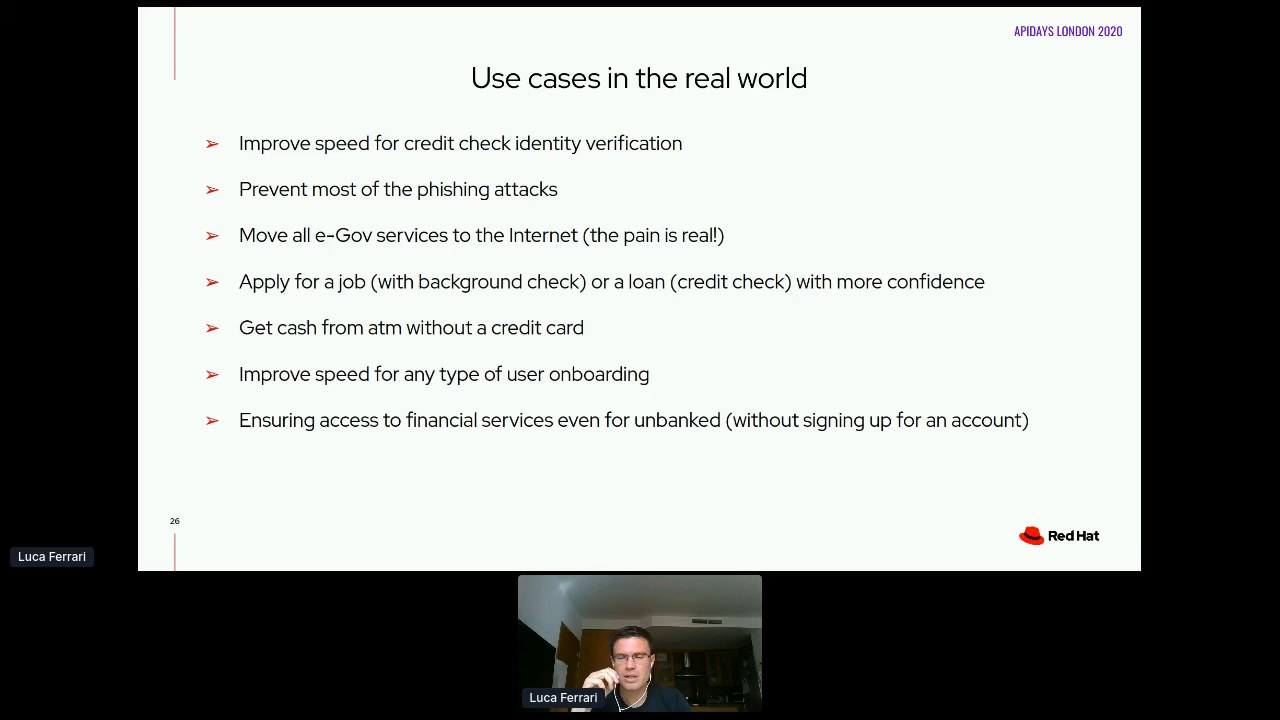 APIDAYS LONDON 2020
Use cases in the real world
➢ Improve speed for credit check identity verification
➢ Prevent most of the phishing attacks
➢ Move all e-Gov services to the Internet (the pain is real!)
➢ Apply for a job (with background check) or a loan (credit check) with more confidence
➢ Get cash from atm without a credit card
➢ Improve speed for any type of user onboarding
➢ Ensuring access to financial services even for unbanked (without signing up for an account)
26
Red Hat
Luca Ferrari
Luca Ferrari